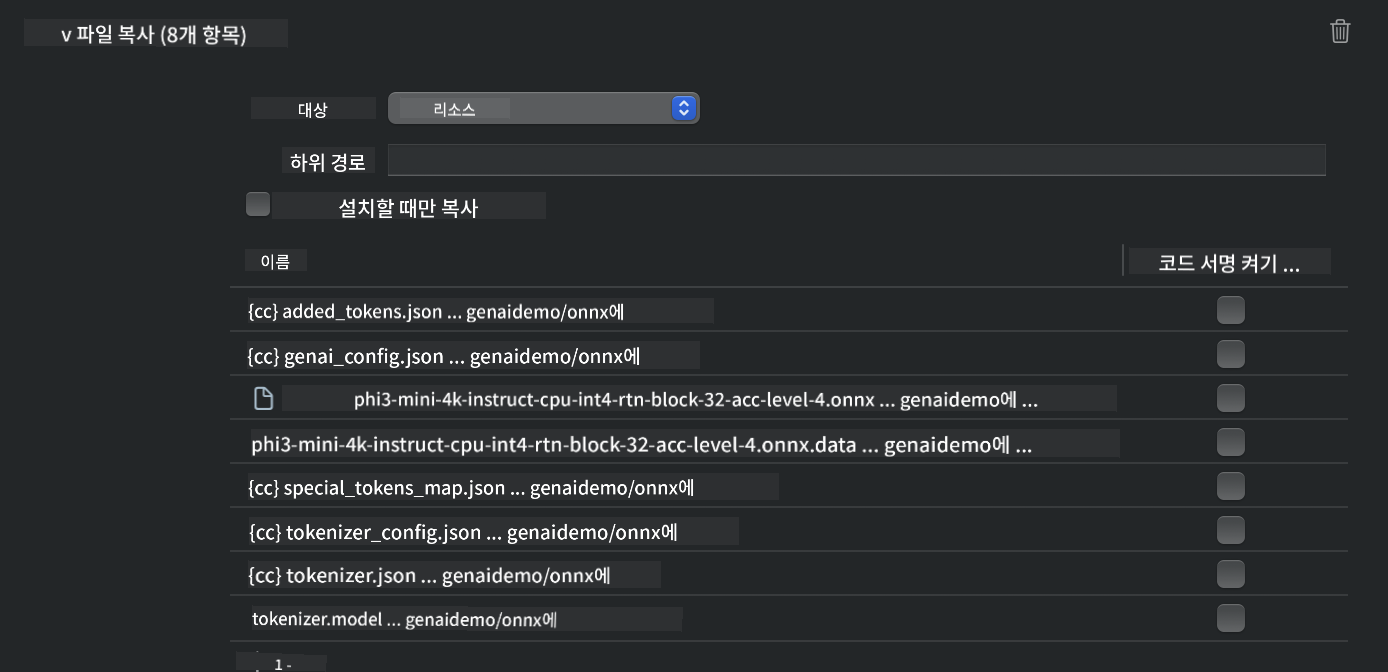 v 파일 복사 (8개 항목)
대상 리소스
하위 경로
설치할 때만 복사
이름 코드 서명 켜기 ...
{cc} added_tokens.json ... genaidemo/onnx에
{cc} genai_config.json ... genaidemo/onnx에
phi3-mini-4k-instruct-cpu-int4-rtn-block-32-acc-level-4.onnx ... genaidemo에 ...
phi3-mini-4k-instruct-cpu-int4-rtn-block-32-acc-level-4.onnx.data ... genaidemo에 ...
{cc} special_tokens_map.json ... genaidemo/onnx에
{cc} tokenizer_config.json ... genaidemo/onnx에
{cc} tokenizer.json ... genaidemo/onnx에
tokenizer.model ... genaidemo/onnx에
1 -